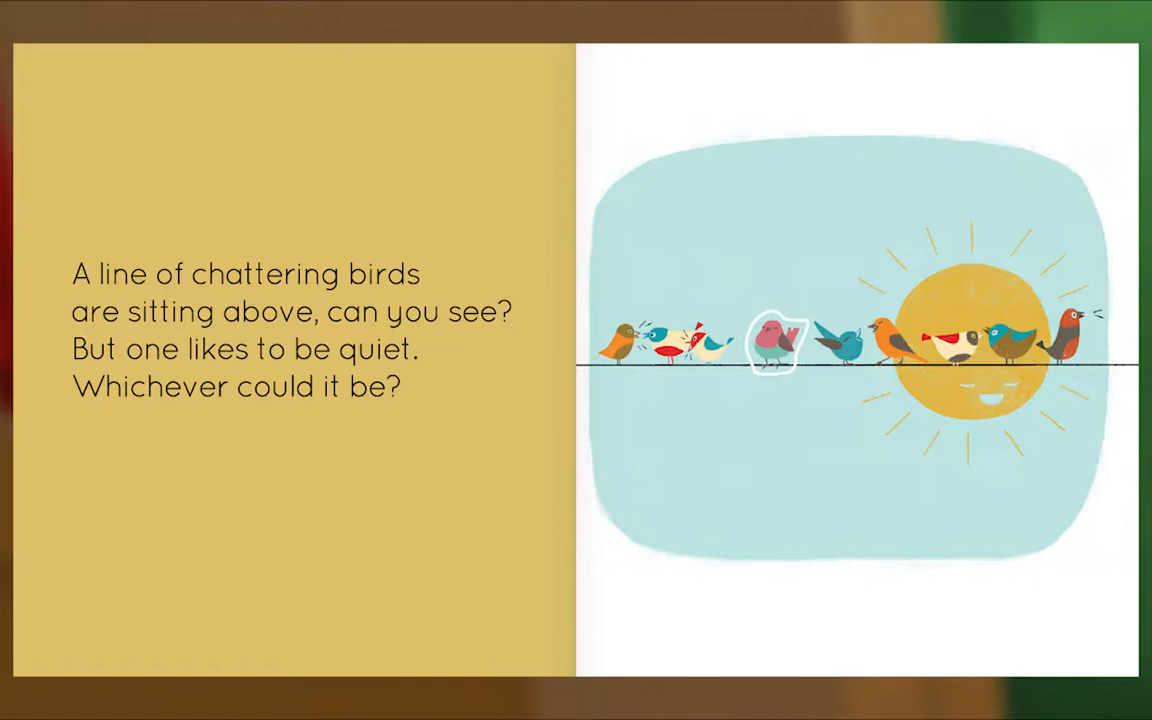 A line of chattering birds
are sitting above, can you see?
But one likes to be quiet.
Whichever could it be?